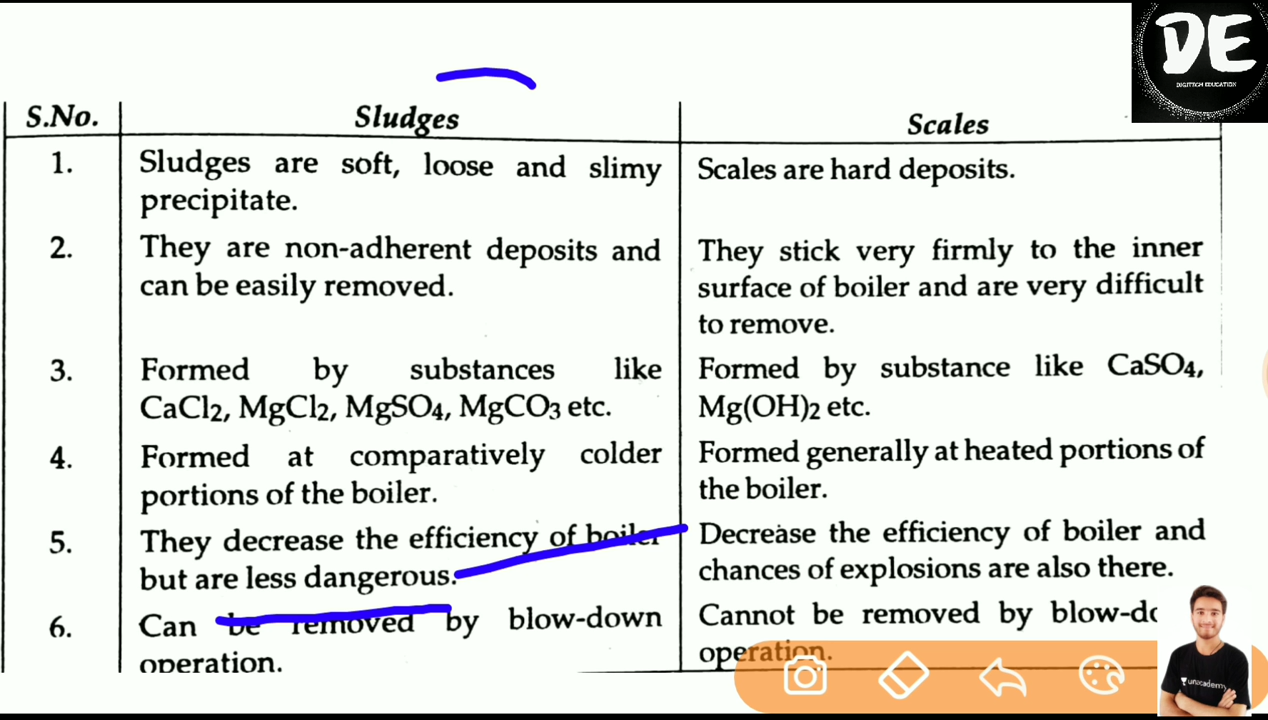 DE
DIGITECH EDUCATION
S.No. Sludges Scales
1. Sludges are soft, loose and slimy precipitate. Scales are hard deposits.
2. They are non-adherent deposits and can be easily removed. They stick very firmly to the inner surface of boiler and are very difficult to remove.
3. Formed by substances like CaCl2, MgCl2, MgSO4, MgCO3 etc. Formed by substance like CaSO4, Mg(OH)2 etc.
4. Formed at comparatively colder portions of the boiler. Formed generally at heated portions of the boiler.
5. They decrease the efficiency of boiler but are less dangerous. Decrease the efficiency of boiler and chances of explosions are also there.
6. Can be removed by blow-down operation. Cannot be removed by blow-do operation.
unacademy